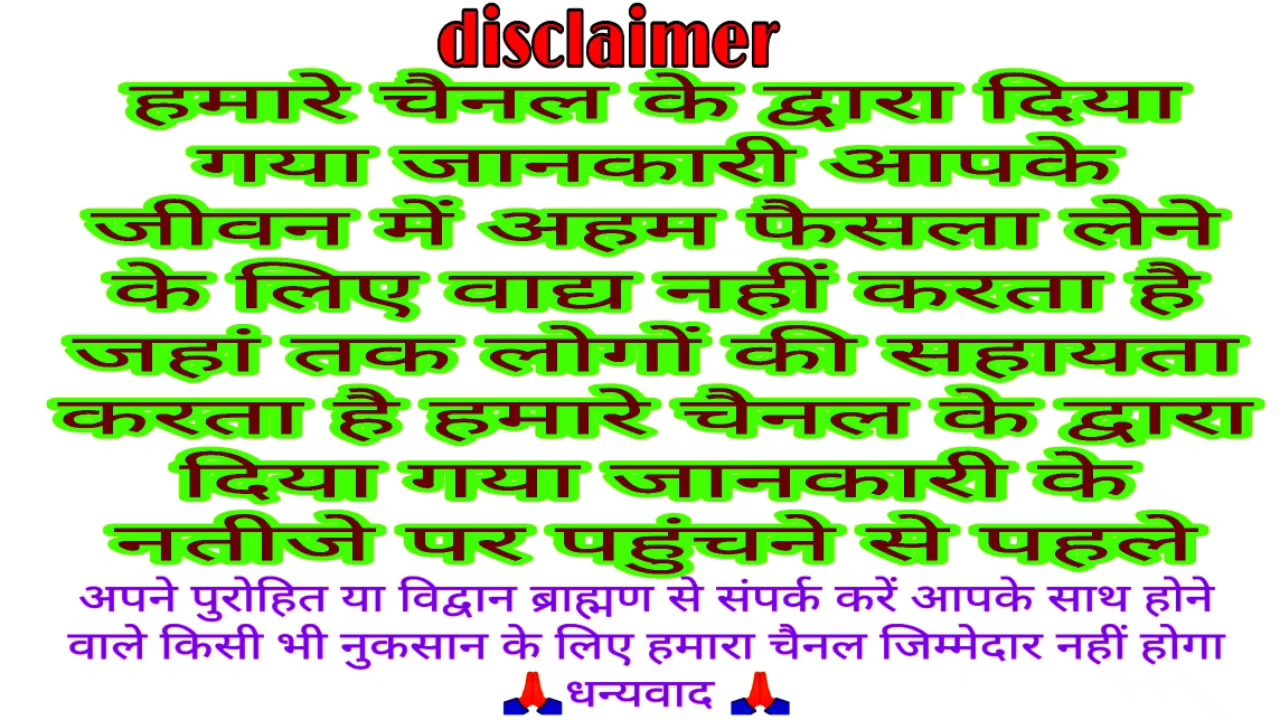 disclaimer
हमारे चैनल के द्वारा दिया
गया जानकारी आपके
जीवन में अहम फैसला लेने
के लिए वाद्य नहीं करता है
जहां तक लोगों की सहायता
करता है हमारे चैनल के द्वारा
दिया गया जानकारी के
नतीजे पर पहुंचने से पहले
अपने पुरोहित या विद्वान ब्राह्मण से संपर्क करें आपके साथ होने
वाले किसी भी नुकसान के लिए हमारा चैनल जिम्मेदार नहीं होगा
🙏धन्यवाद 🙏